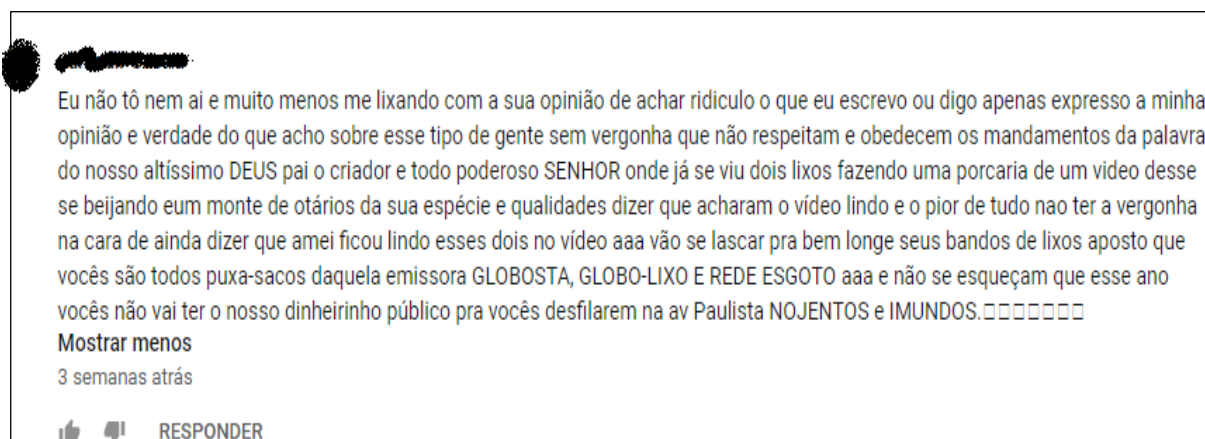 Eu não tô nem ai e muito menos me lixando com a sua opinião de achar ridiculo o que eu escrevo ou digo apenas expresso a minha
opinião e verdade do que acho sobre esse tipo de gente sem vergonha que não respeitam e obedecem os mandamentos da palavra
do nosso altíssimo DEUS pai o criador e todo poderoso SENHOR onde já se viu dois lixos fazendo uma porcaria de um video desse
se beijando eum monte de otários da sua espécie e qualidades dizer que acharam o vídeo lindo e o pior de tudo nao ter a vergonha
na cara de ainda dizer que amei ficou lindo esses dois no vídeo aaa vão se lascar pra bem longe seus bandos de lixos aposto que
vocês são todos puxa-sacos daquela emissora GLOBOSTA, GLOBO-LIXO E REDE ESGOTO aaa e não se esqueçam que esse ano
vocês não vai ter o nosso dinheirinho público pra vocês desfilarem na av Paulista NOJENTOS e IMUNDOS.□□□□□□□
Mostrar menos
3 semanas atrás
RESPONDER